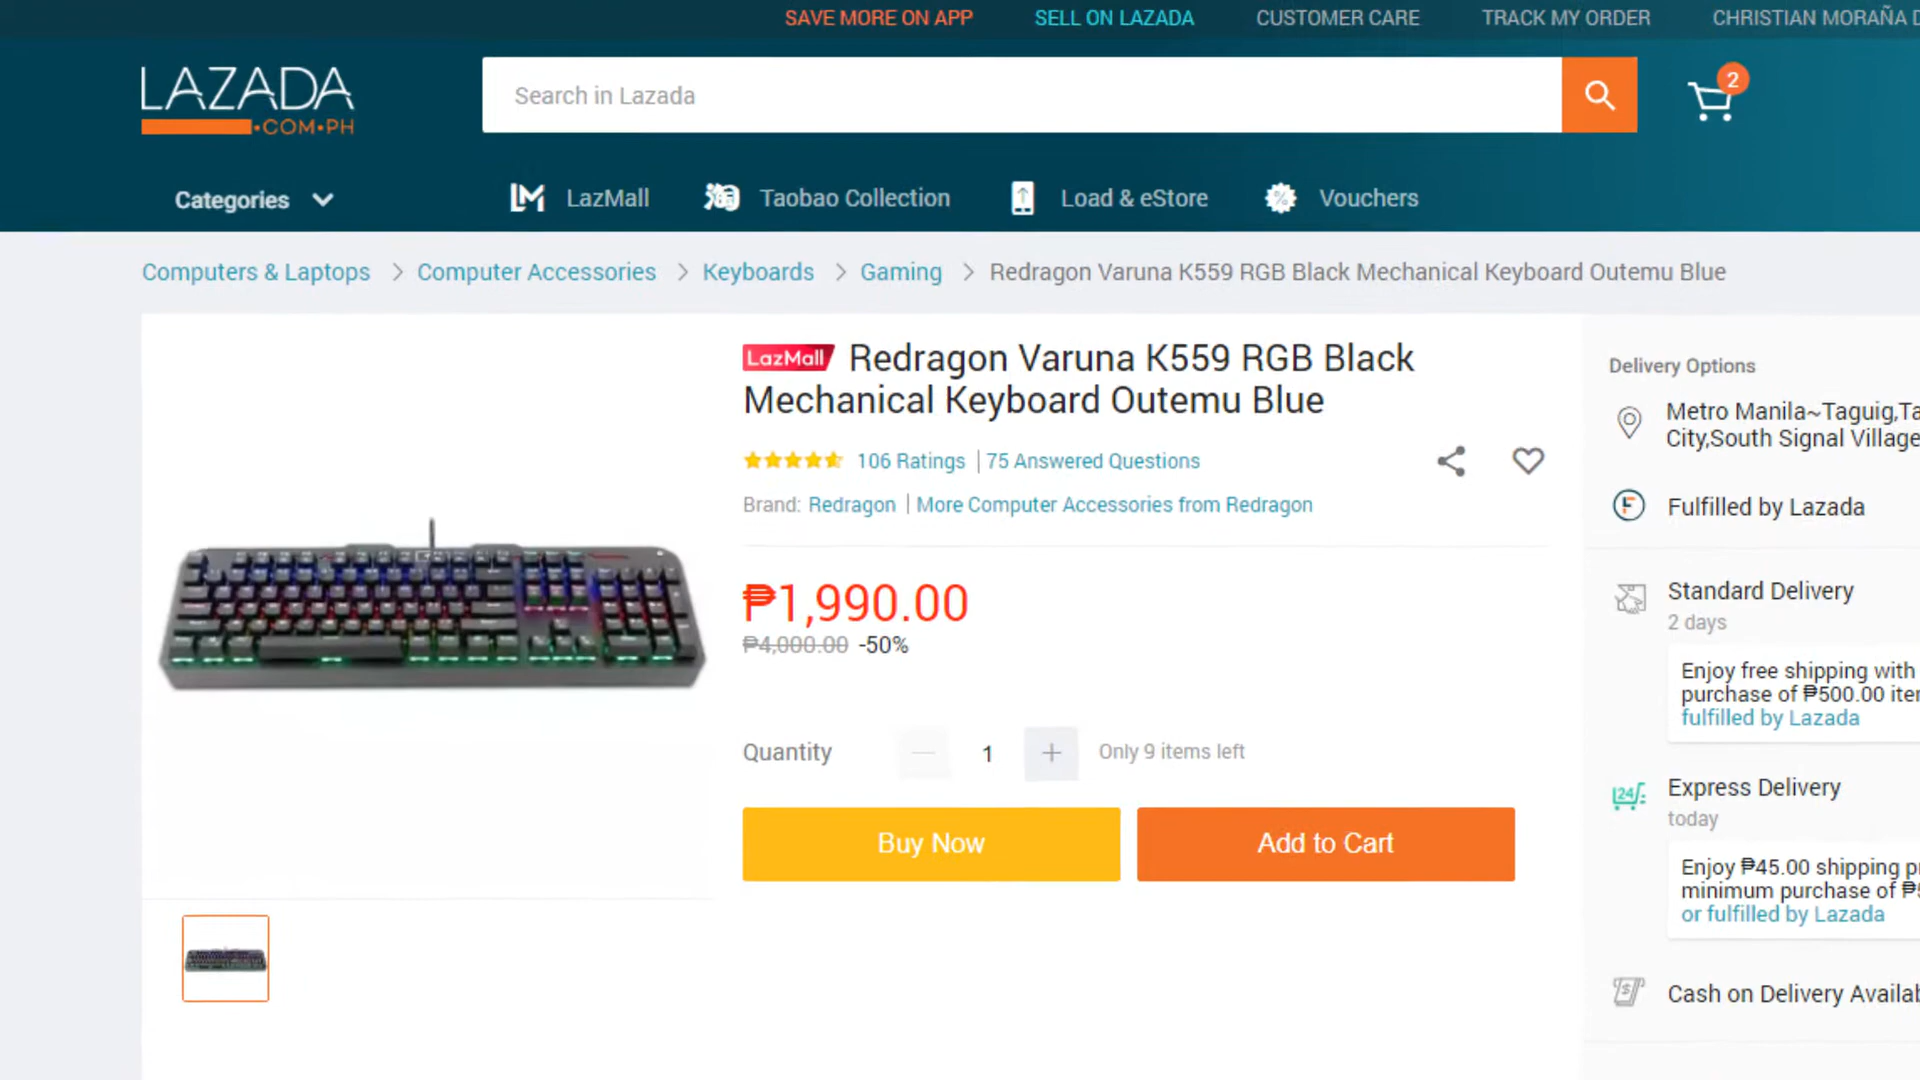 SAVE MORE ON APP SELL ON LAZADA CUSTOMER CARE TRACK MY ORDER CHRISTIAN MORAÑA
LAZADA
.COM.PH
Search in Lazada
2
Categories LazMall Taobao Collection Load & eStore Vouchers
Computers & Laptops > Computer Accessories > Keyboards > Gaming > Redragon Varuna K559 RGB Black Mechanical Keyboard Outemu Blue
LazMall Redragon Varuna K559 RGB Black
Mechanical Keyboard Outemu Blue
106 Ratings | 75 Answered Questions
Brand: Redragon | More Computer Accessories from Redragon
₱1,990.00
₱4,000.00 -50%
Quantity — 1 + Only 9 items left
Buy Now Add to Cart
Delivery Options
Metro Manila~Taguig,Ta
City,South Signal Village
Fulfilled by Lazada
Standard Delivery
2 days
Enjoy free shipping with
purchase of ₱500.00
fulfilled by Lazada
24
Express Delivery
today
Enjoy ₱45.00 shipping
minimum purchase of
or fulfilled by Lazada
Cash on Delivery